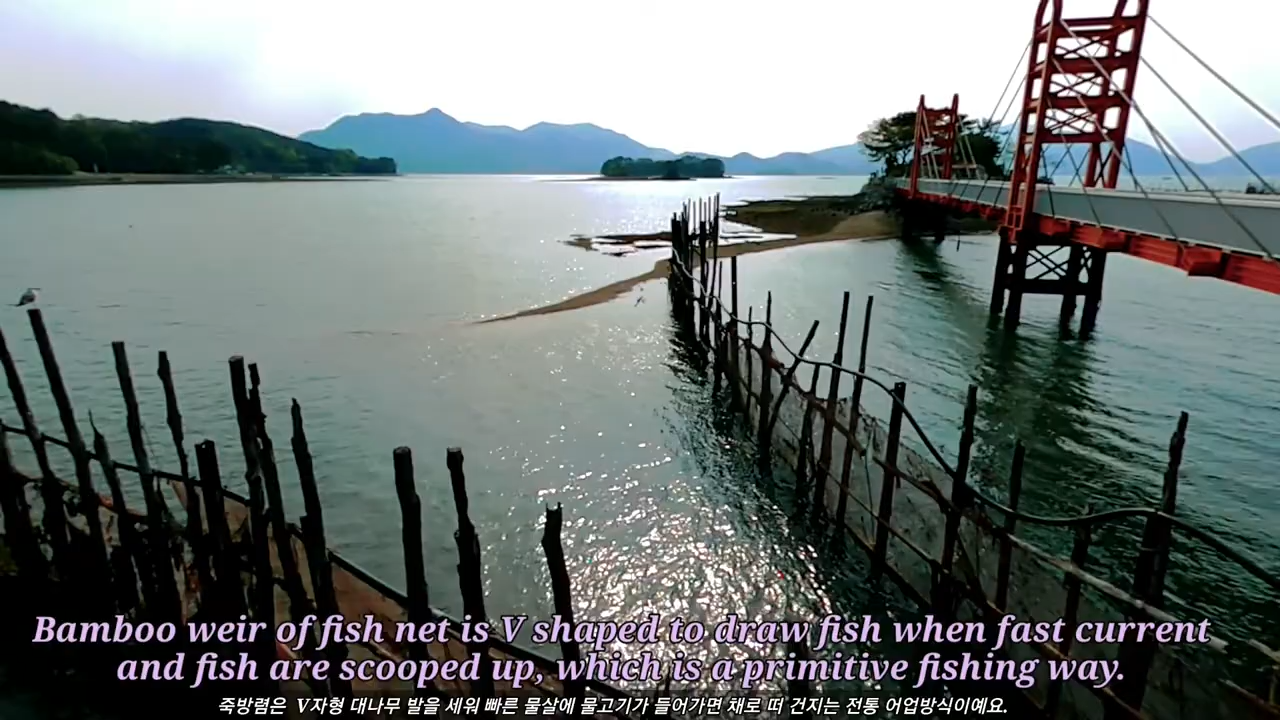 Bamboo weir of fish net is V shaped to draw fish when fast current
and fish are scooped up, which is a primitive fishing way.
죽방렴은 V자형 대나무 발을 세워 빠른 물살에 물고기가 들어가면 채로 떠 건지는 전통 어업방식이예요.